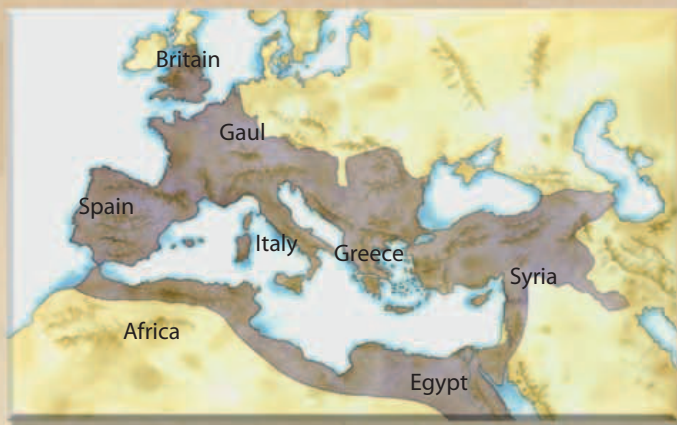 Britain
Gaul
Spain
Italy
Greece
Syria
Africa
Egypt